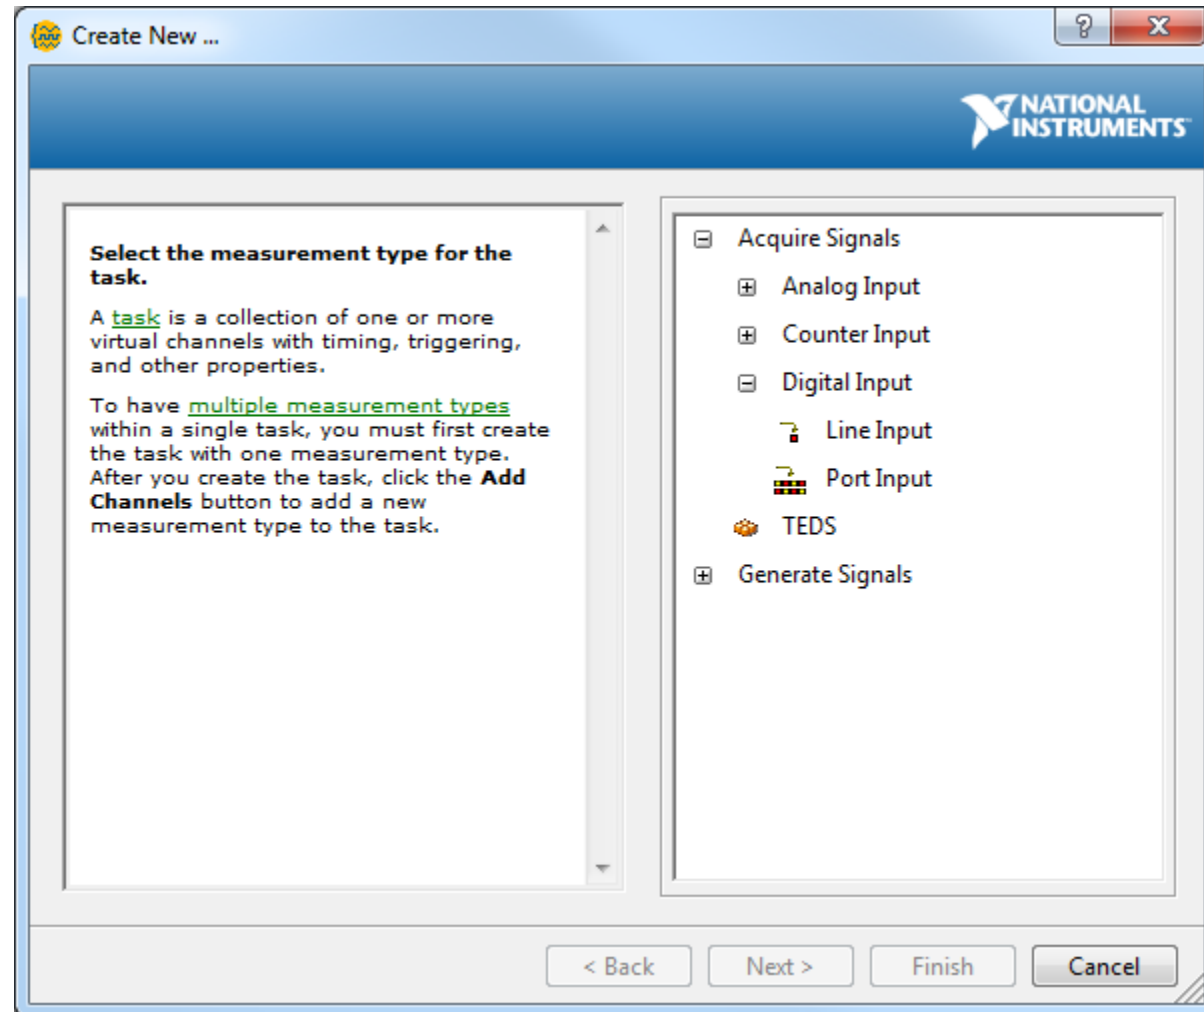 Create New ...
NATIONAL
INSTRUMENTS™
Select the measurement type for the
task.
A task is a collection of one or more
virtual channels with timing, triggering,
and other properties.
To have multiple measurement types
within a single task, you must first create
the task with one measurement type.
After you create the task, click the Add
Channels button to add a new
measurement type to the task.
Acquire Signals
Analog Input
Counter Input
Digital Input
Line Input
Port Input
TEDS
Generate Signals
< Back
Next >
Finish
Cancel